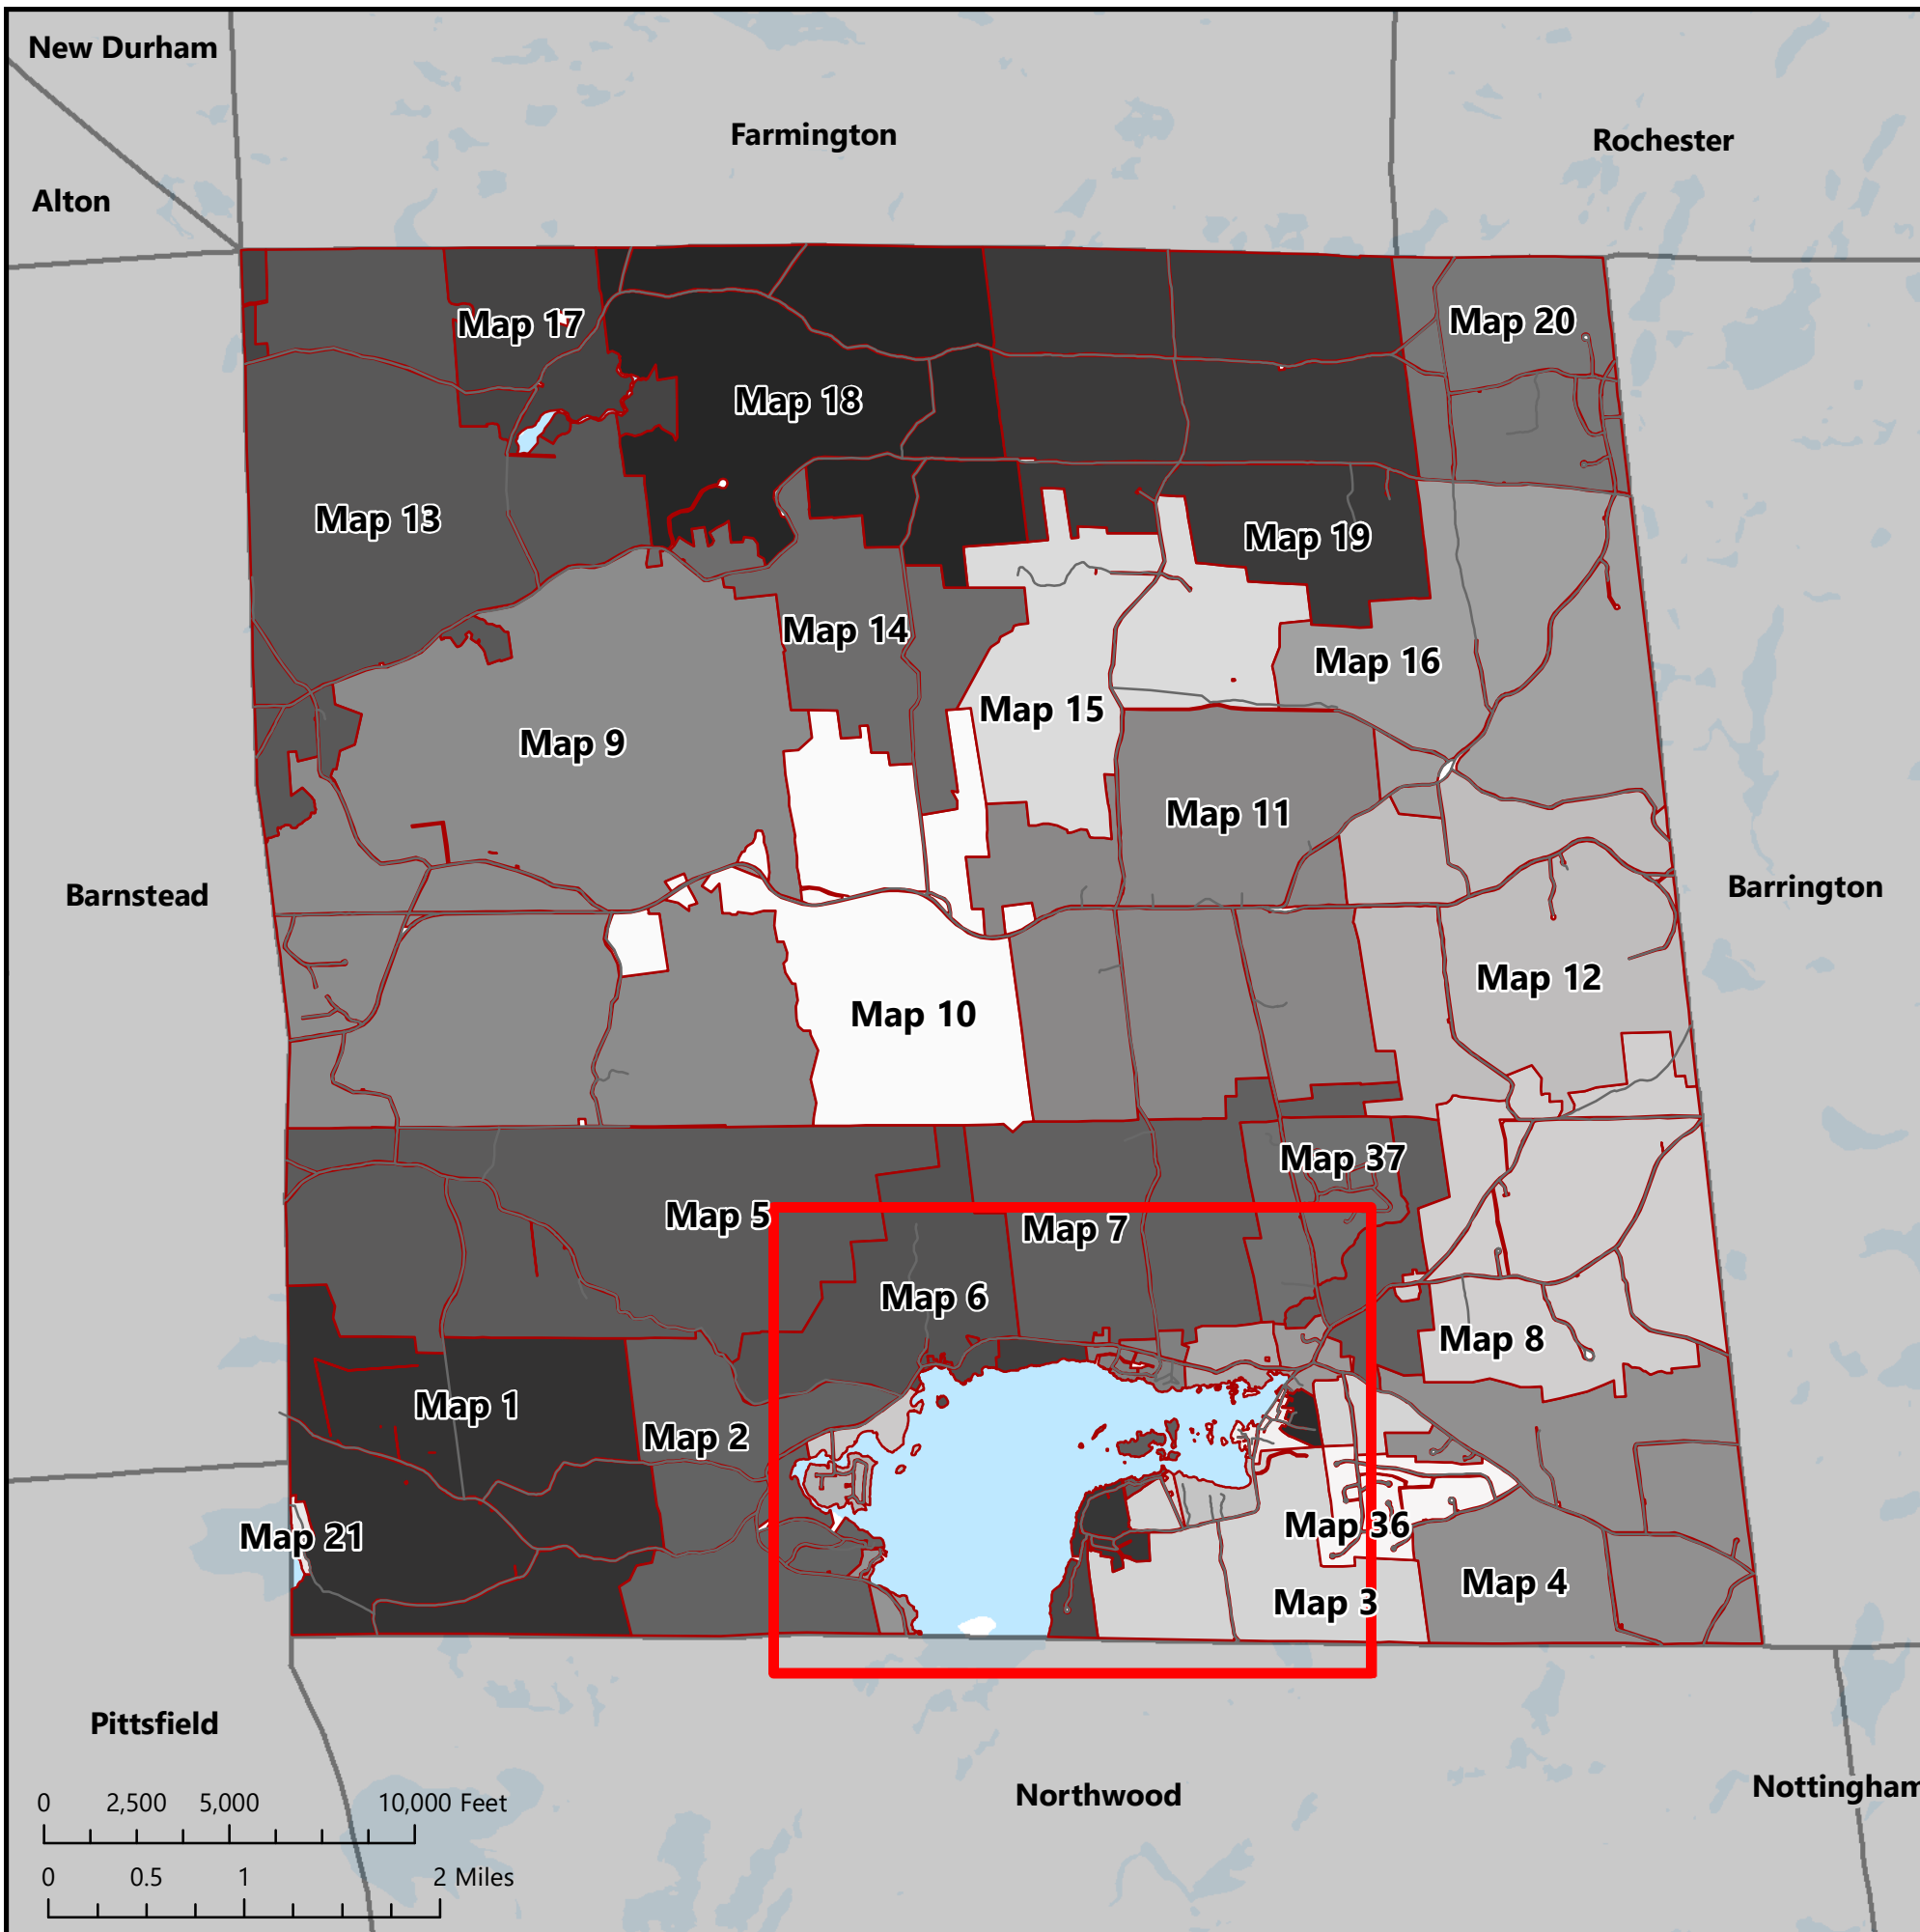 New Durham
Farmington
Rochester
Alton
Map 17
Map 20
Map 18
Map 13
Map 19
Map 14
Map 16
Map 15
Map 9
Map 11
Barnstead
Barrington
Map 12
Map 10
Map 37
Map 5
Map 7
Map 6
Map 8
Map 1
Map 2
Map 21
Map 36
Map 4
Map 3
Pittsfield
Northwood
Nottingham
0 2,500 5,000 10,000 Feet
0 0.5 1 2 Miles